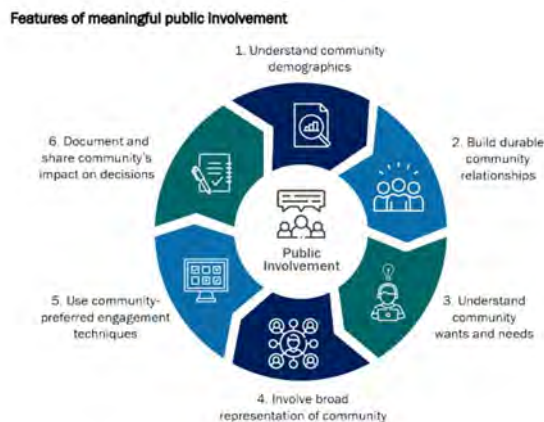 Features of meaningful public involvement
1. Understand community
demographics
2. Build durable
community
relationships
3. Understand
community
wants and needs
4. Involve broad
representation of community
5. Use community-
preferred engagement
techniques
6. Document and
share community's
impact on decisions
Public
Involvement